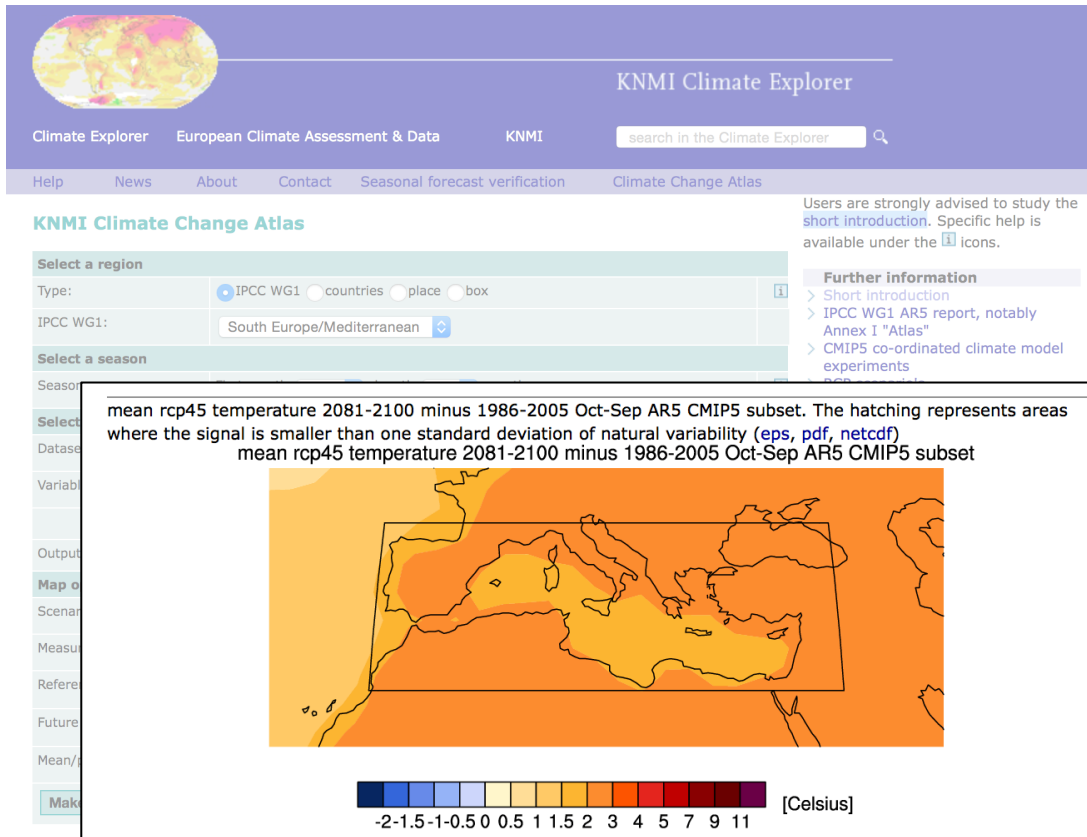 KNMI Climate Explorer
Climate Explorer European Climate Assessment & Data KNMI search in the Climate Explorer
Help News About Contact Seasonal forecast verification Climate Change Atlas
Users are strongly advised to study the
short introduction. Specific help is
available under the i icons.
KNMI Climate Change Atlas
Select a region
Type: IPCC WG1 countries place box i
IPCC WG1: South Europe/Mediterranean
Select a season
Further information
Short introduction
IPCC WG1 AR5 report, notably
Annex I "Atlas"
CMIP5 co-ordinated climate model
experiments
mean rcp45 temperature 2081-2100 minus 1986-2005 Oct-Sep AR5 CMIP5 subset. The hatching represents areas
where the signal is smaller than one standard deviation of natural variability (eps, pdf, netcdf)
mean rcp45 temperature 2081-2100 minus 1986-2005 Oct-Sep AR5 CMIP5 subset
Select
Output
Map o
Future
Mean/p
Make
-2 -1.5 -1 -0.5 0 0.5 1 1.5 2 3 4 5 7 9 11
[Celsius]